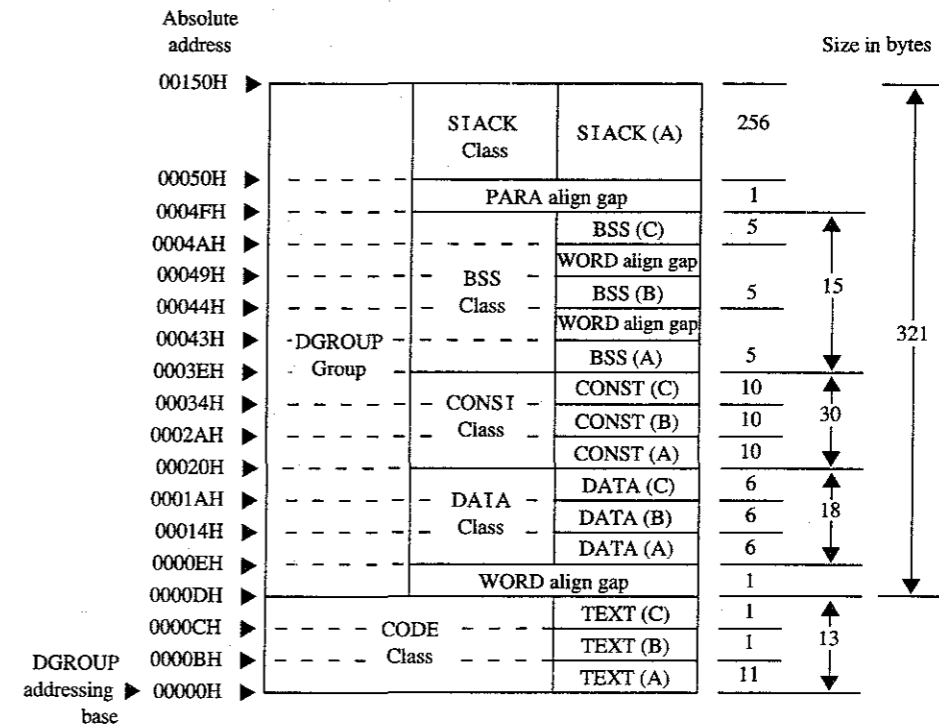 Absolute
address
Size in bytes
00150H
SIACK
Class
SIACK (A)
256
00050H
PARA align gap
1
0004FH
BSS (C)
5
0004AH
WORD align gap
00049H
BSS
Class
BSS (B)
5
15
00044H
WORD align gap
00043H
DGROUP
Group
BSS (A)
5
321
0003EH
CONSI
Class
CONST (C)
10
30
00034H
CONST (B)
10
0002AH
CONST (A)
10
00020H
DATA (C)
6
0001AH
DAIA
Class
DATA (B)
6
18
00014H
DATA (A)
6
0000EH
WORD align gap
1
0000DH
TEXT (C)
1
13
0000CH
CODE
Class
TEXT (B)
1
0000BH
TEXT (A)
11
DGROUP
addressing
base
00000H